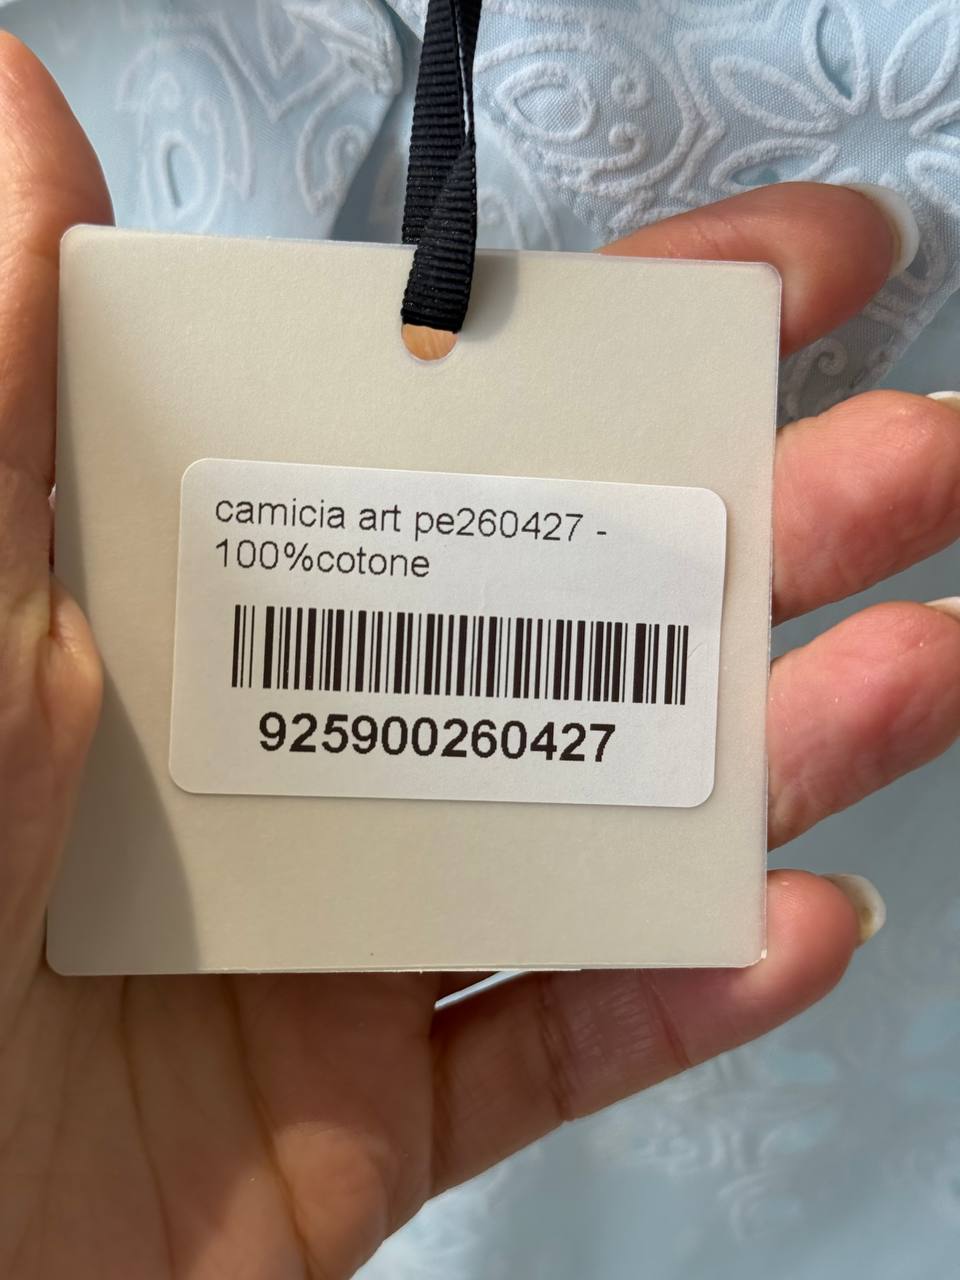 camicia art pe260427 -
100%cotone
925900260427